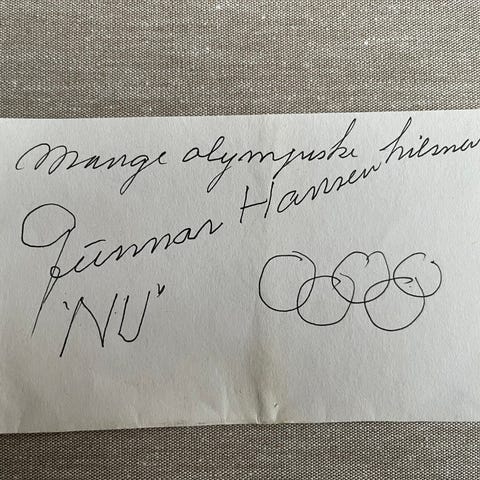 Mange olympiske hilsner
Gunnar Hansen
"NU"